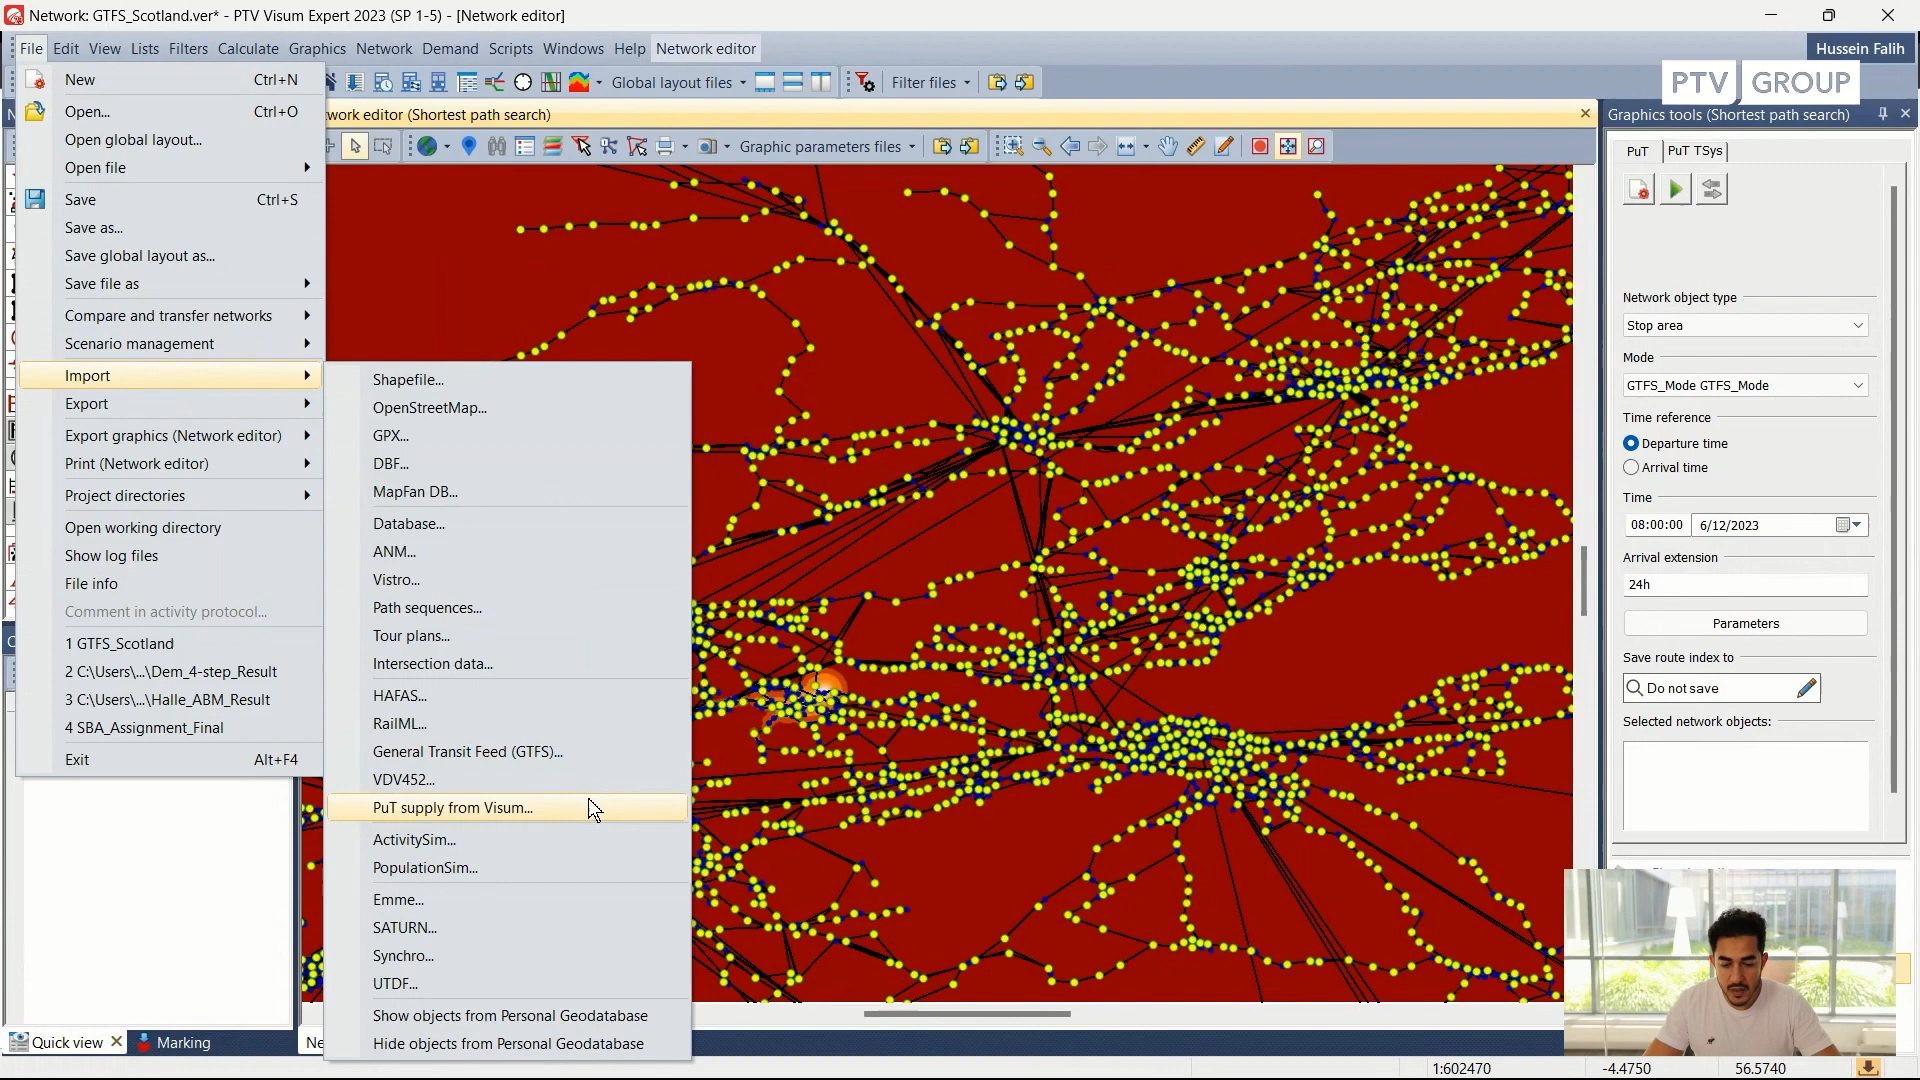 Network: GTFS_Scotland.ver* - PTV Visum Expert 2023 (SP 1-5) - [Network editor]
File Edit View Lists Filters Calculate Graphics Network Demand Scripts Windows Help Network editor
Hussein Falih
PTV GROUP
Global layout files
Filter files
work editor (Shortest path search)
Graphic parameters files
New Ctrl+N
Open... Ctrl+O
Open global layout...
Open file
Save Ctrl+S
Save as...
Save global layout as...
Save file as
Compare and transfer networks
Scenario management
Import
Export
Export graphics (Network editor)
Print (Network editor)
Project directories
Open working directory
Show log files
File info
Comment in activity protocol...
1 GTFS_Scotland
2 C:\Users\...\Dem_4-step_Result
3 C:\Users\...\Halle_ABM_Result
4 SBA_Assignment_Final
Exit Alt+F4
Shapefile...
OpenStreetMap...
GPX...
DBF...
MapFan DB...
Database...
ANM...
Vistro...
Path sequences...
Tour plans...
Intersection data...
HAFAS...
RailML...
General Transit Feed (GTFS)...
VDV452...
PuT supply from Visum...
ActivitySim...
PopulationSim...
Emme...
SATURN...
Synchro...
UTDF...
Show objects from Personal Geodatabase
Hide objects from Personal Geodatabase
Graphics tools (Shortest path search)
PuT PuT TSys
Network object type
Stop area
Mode
GTFS_Mode GTFS_Mode
Time reference
Departure time
Arrival time
Time
08:00:00 6/12/2023
Arrival extension
24h
Parameters
Save route index to
Do not save
Selected network objects:
Quick view
Marking
Ne
1:602470 -4.4750 56.5740